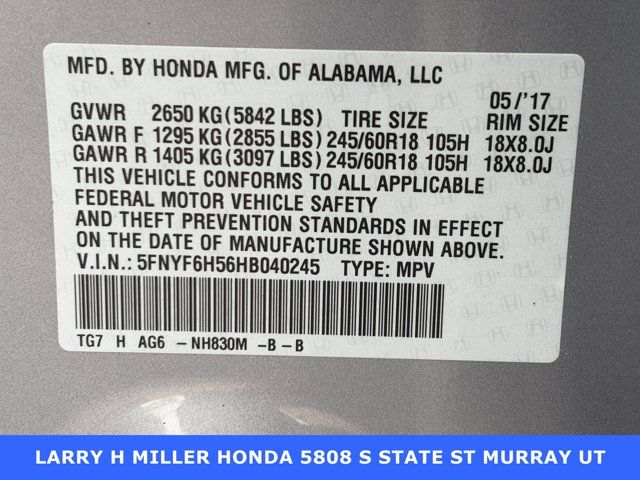 MFD. BY HONDA MFG. OF ALABAMA, LLC
05/'17
GVWR 2650 KG(5842 LBS) TIRE SIZE RIM SIZE
GAWR F 1295 KG(2855 LBS) 245/60R18 105H 18X8.0J
GAWR R 1405 KG(3097 LBS) 245/60R18 105H 18X8.0J
THIS VEHICLE CONFORMS TO ALL APPLICABLE
FEDERAL MOTOR VEHICLE SAFETY
AND THEFT PREVENTION STANDARDS IN EFFECT
ON THE DATE OF MANUFACTURE SHOWN ABOVE.
V.I.N.: 5FNYF6H56HB040245 TYPE: MPV
TG7 H AG6 - NH830M -B - B
LARRY H MILLER HONDA 5808 S STATE ST MURRAY UT